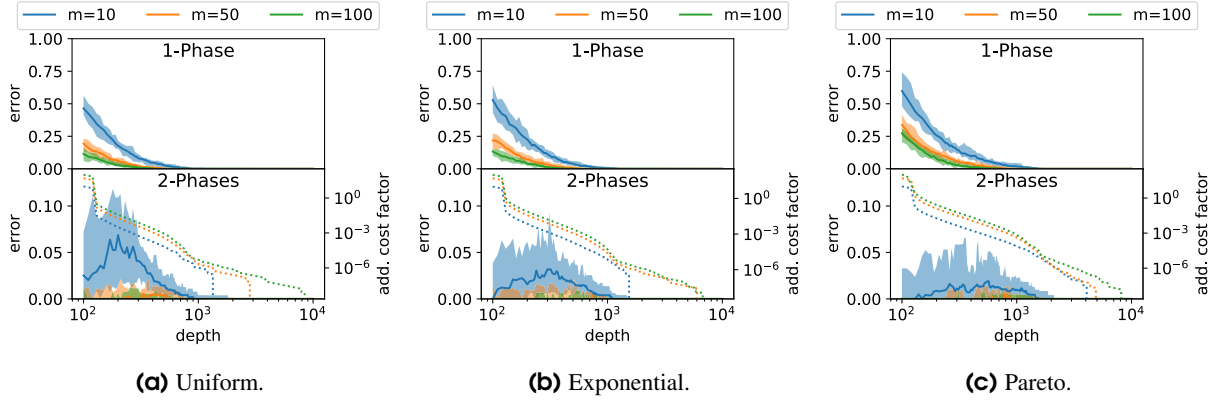 m=10 m=50 m=100
1-Phase
1.00
0.75
0.50
0.25
0.00
error
2-Phases
0.10
0.05
0.00
error
10^0
10^-3
10^-6
add. cost factor
10^2 10^3 10^4
depth
(a) Uniform.
m=10 m=50 m=100
1-Phase
1.00
0.75
0.50
0.25
0.00
error
2-Phases
0.10
0.05
0.00
error
10^0
10^-3
10^-6
add. cost factor
10^2 10^3 10^4
depth
(b) Exponential.
m=10 m=50 m=100
1-Phase
1.00
0.75
0.50
0.25
0.00
error
2-Phases
0.10
0.05
0.00
error
10^0
10^-3
10^-6
add. cost factor
10^2 10^3 10^4
depth
(c) Pareto.